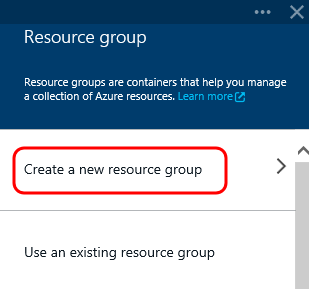 Resource group
Resource groups are containers that help you manage
a collection of Azure resources. Learn more
Create a new resource group
Use an existing resource group